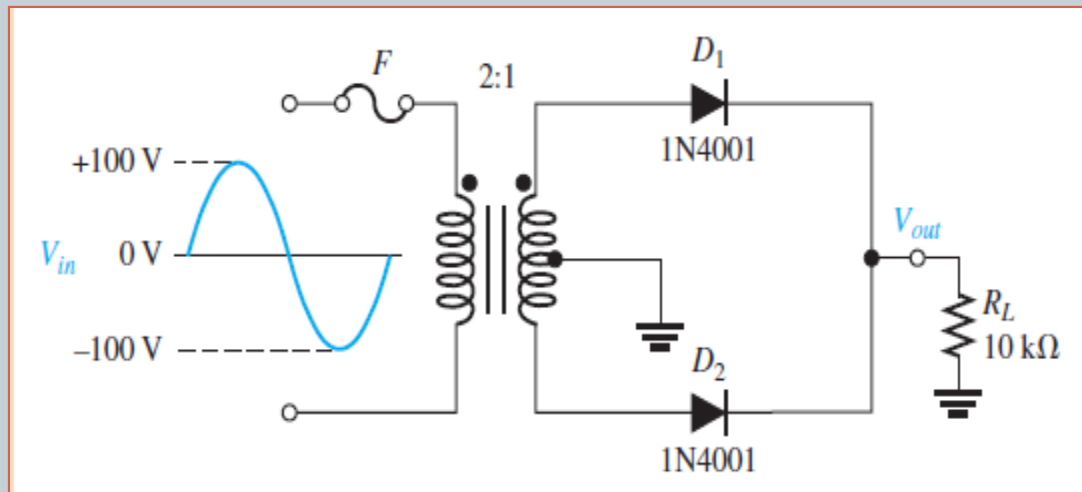 F
2:1
D1
1N4001
+100 V
Vin
0 V
–100 V
Vout
RL
10 kΩ
D2
1N4001